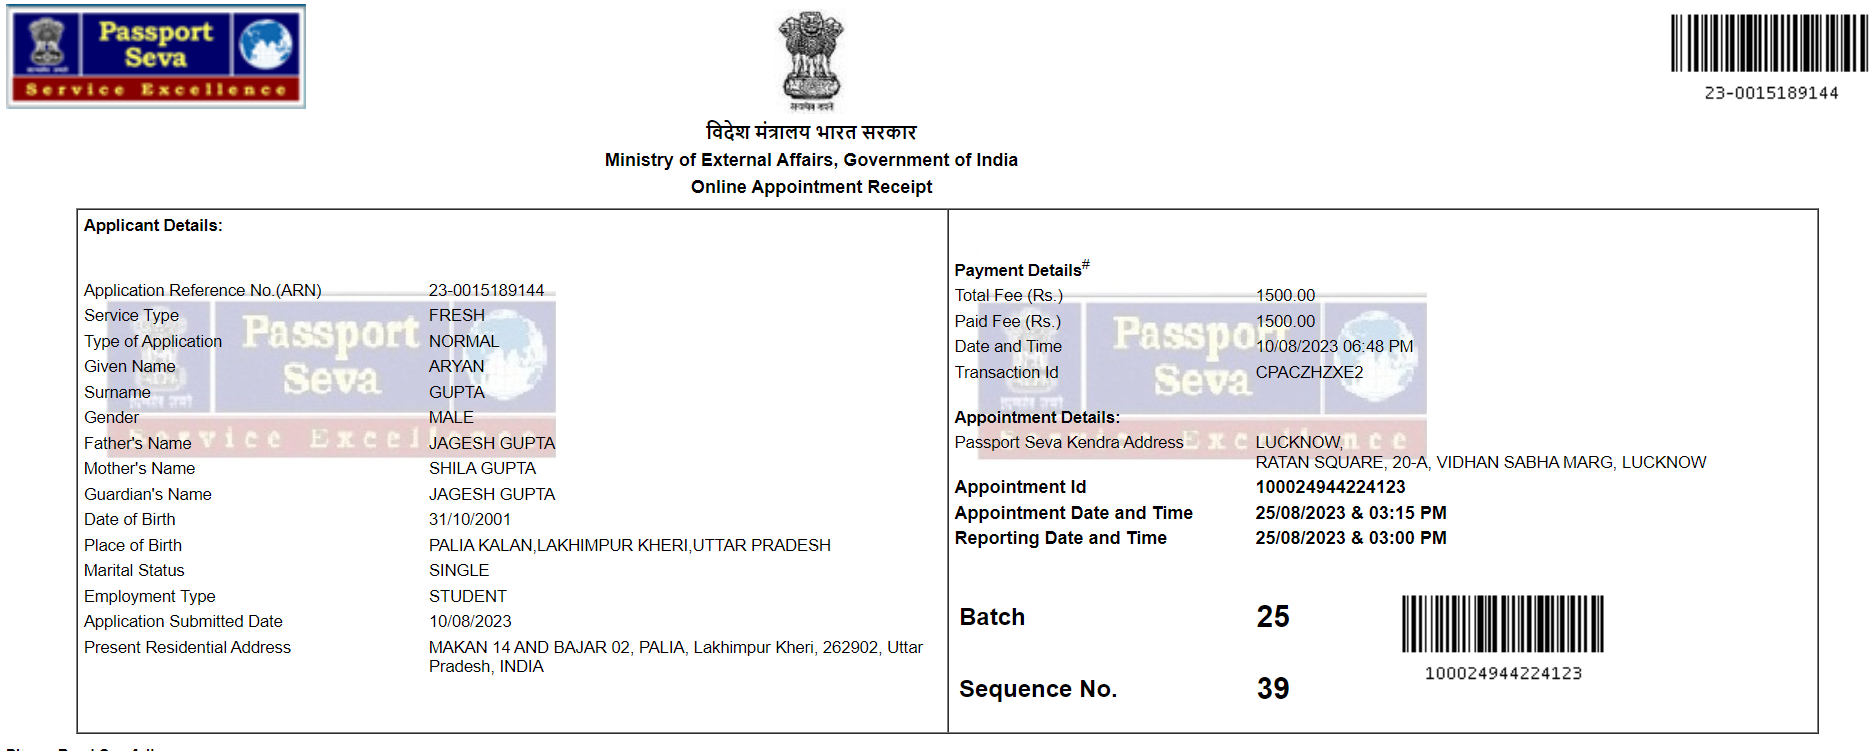 Passport
Seva
Service Excellence
सत्यमेव जयते
23-0015189144
विदेश मंत्रालय भारत सरकार
Ministry of External Affairs, Government of India
Online Appointment Receipt
Applicant Details:
Application Reference No.(ARN) 23-0015189144
Service Type FRESH
Type of Application NORMAL
Given Name ARYAN
Surname GUPTA
Gender MALE
Father's Name JAGESH GUPTA
Mother's Name SHILA GUPTA
Guardian's Name JAGESH GUPTA
Date of Birth 31/10/2001
Place of Birth PALIA KALAN,LAKHIMPUR KHERI,UTTAR PRADESH
Marital Status SINGLE
Employment Type STUDENT
Application Submitted Date 10/08/2023
Present Residential Address MAKAN 14 AND BAJAR 02, PALIA, Lakhimpur Kheri, 262902, Uttar
Pradesh, INDIA
Passport
Seva
Service Excellence
Payment Details#
Total Fee (Rs.) 1500.00
Paid Fee (Rs.) 1500.00
Date and Time 10/08/2023 06:48 PM
Transaction Id CPACZHZXE2
Appointment Details:
Passport Seva Kendra Address LUCKNOW,
RATAN SQUARE, 20-A, VIDHAN SABHA MARG, LUCKNOW
Appointment Id 100024944224123
Appointment Date and Time 25/08/2023 & 03:15 PM
Reporting Date and Time 25/08/2023 & 03:00 PM
Batch 25
100024944224123
Sequence No. 39
Passport
Seva
Service Excellence